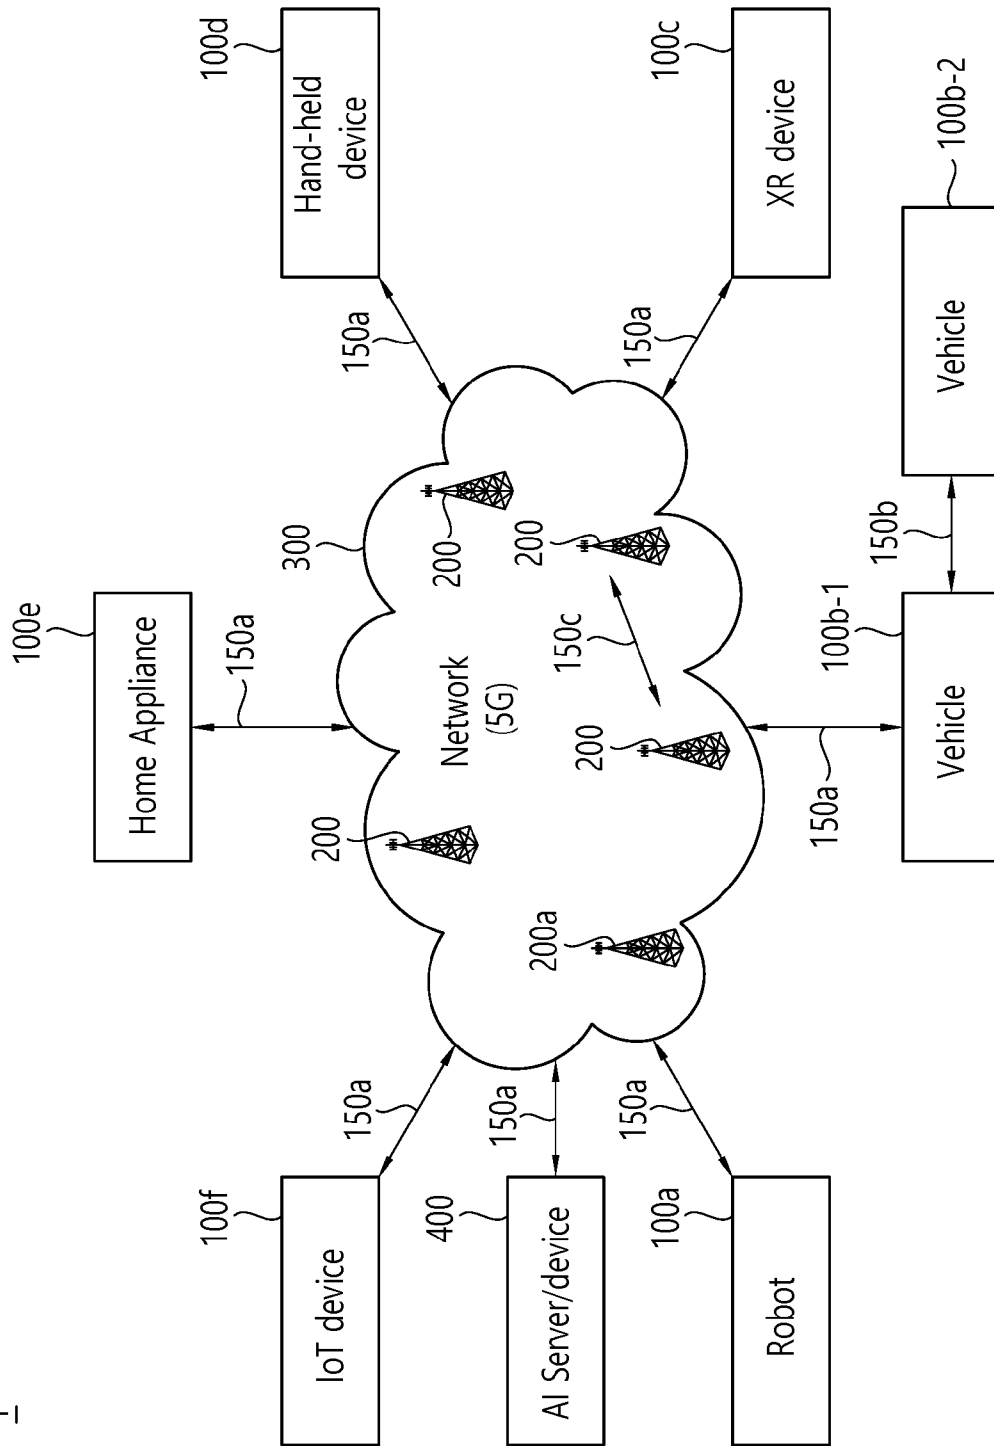 1
100e
Home Appliance
100f
100d
150a
300
IoT device
200
Hand-held
device
150a
150a
400
200
Network
(5G)
150a
200
200a
AI Server/device
150c
200
150a
150a
100a
100c
Robot
XR device
150a
100b-1
150b
Vehicle
Vehicle
100b-2